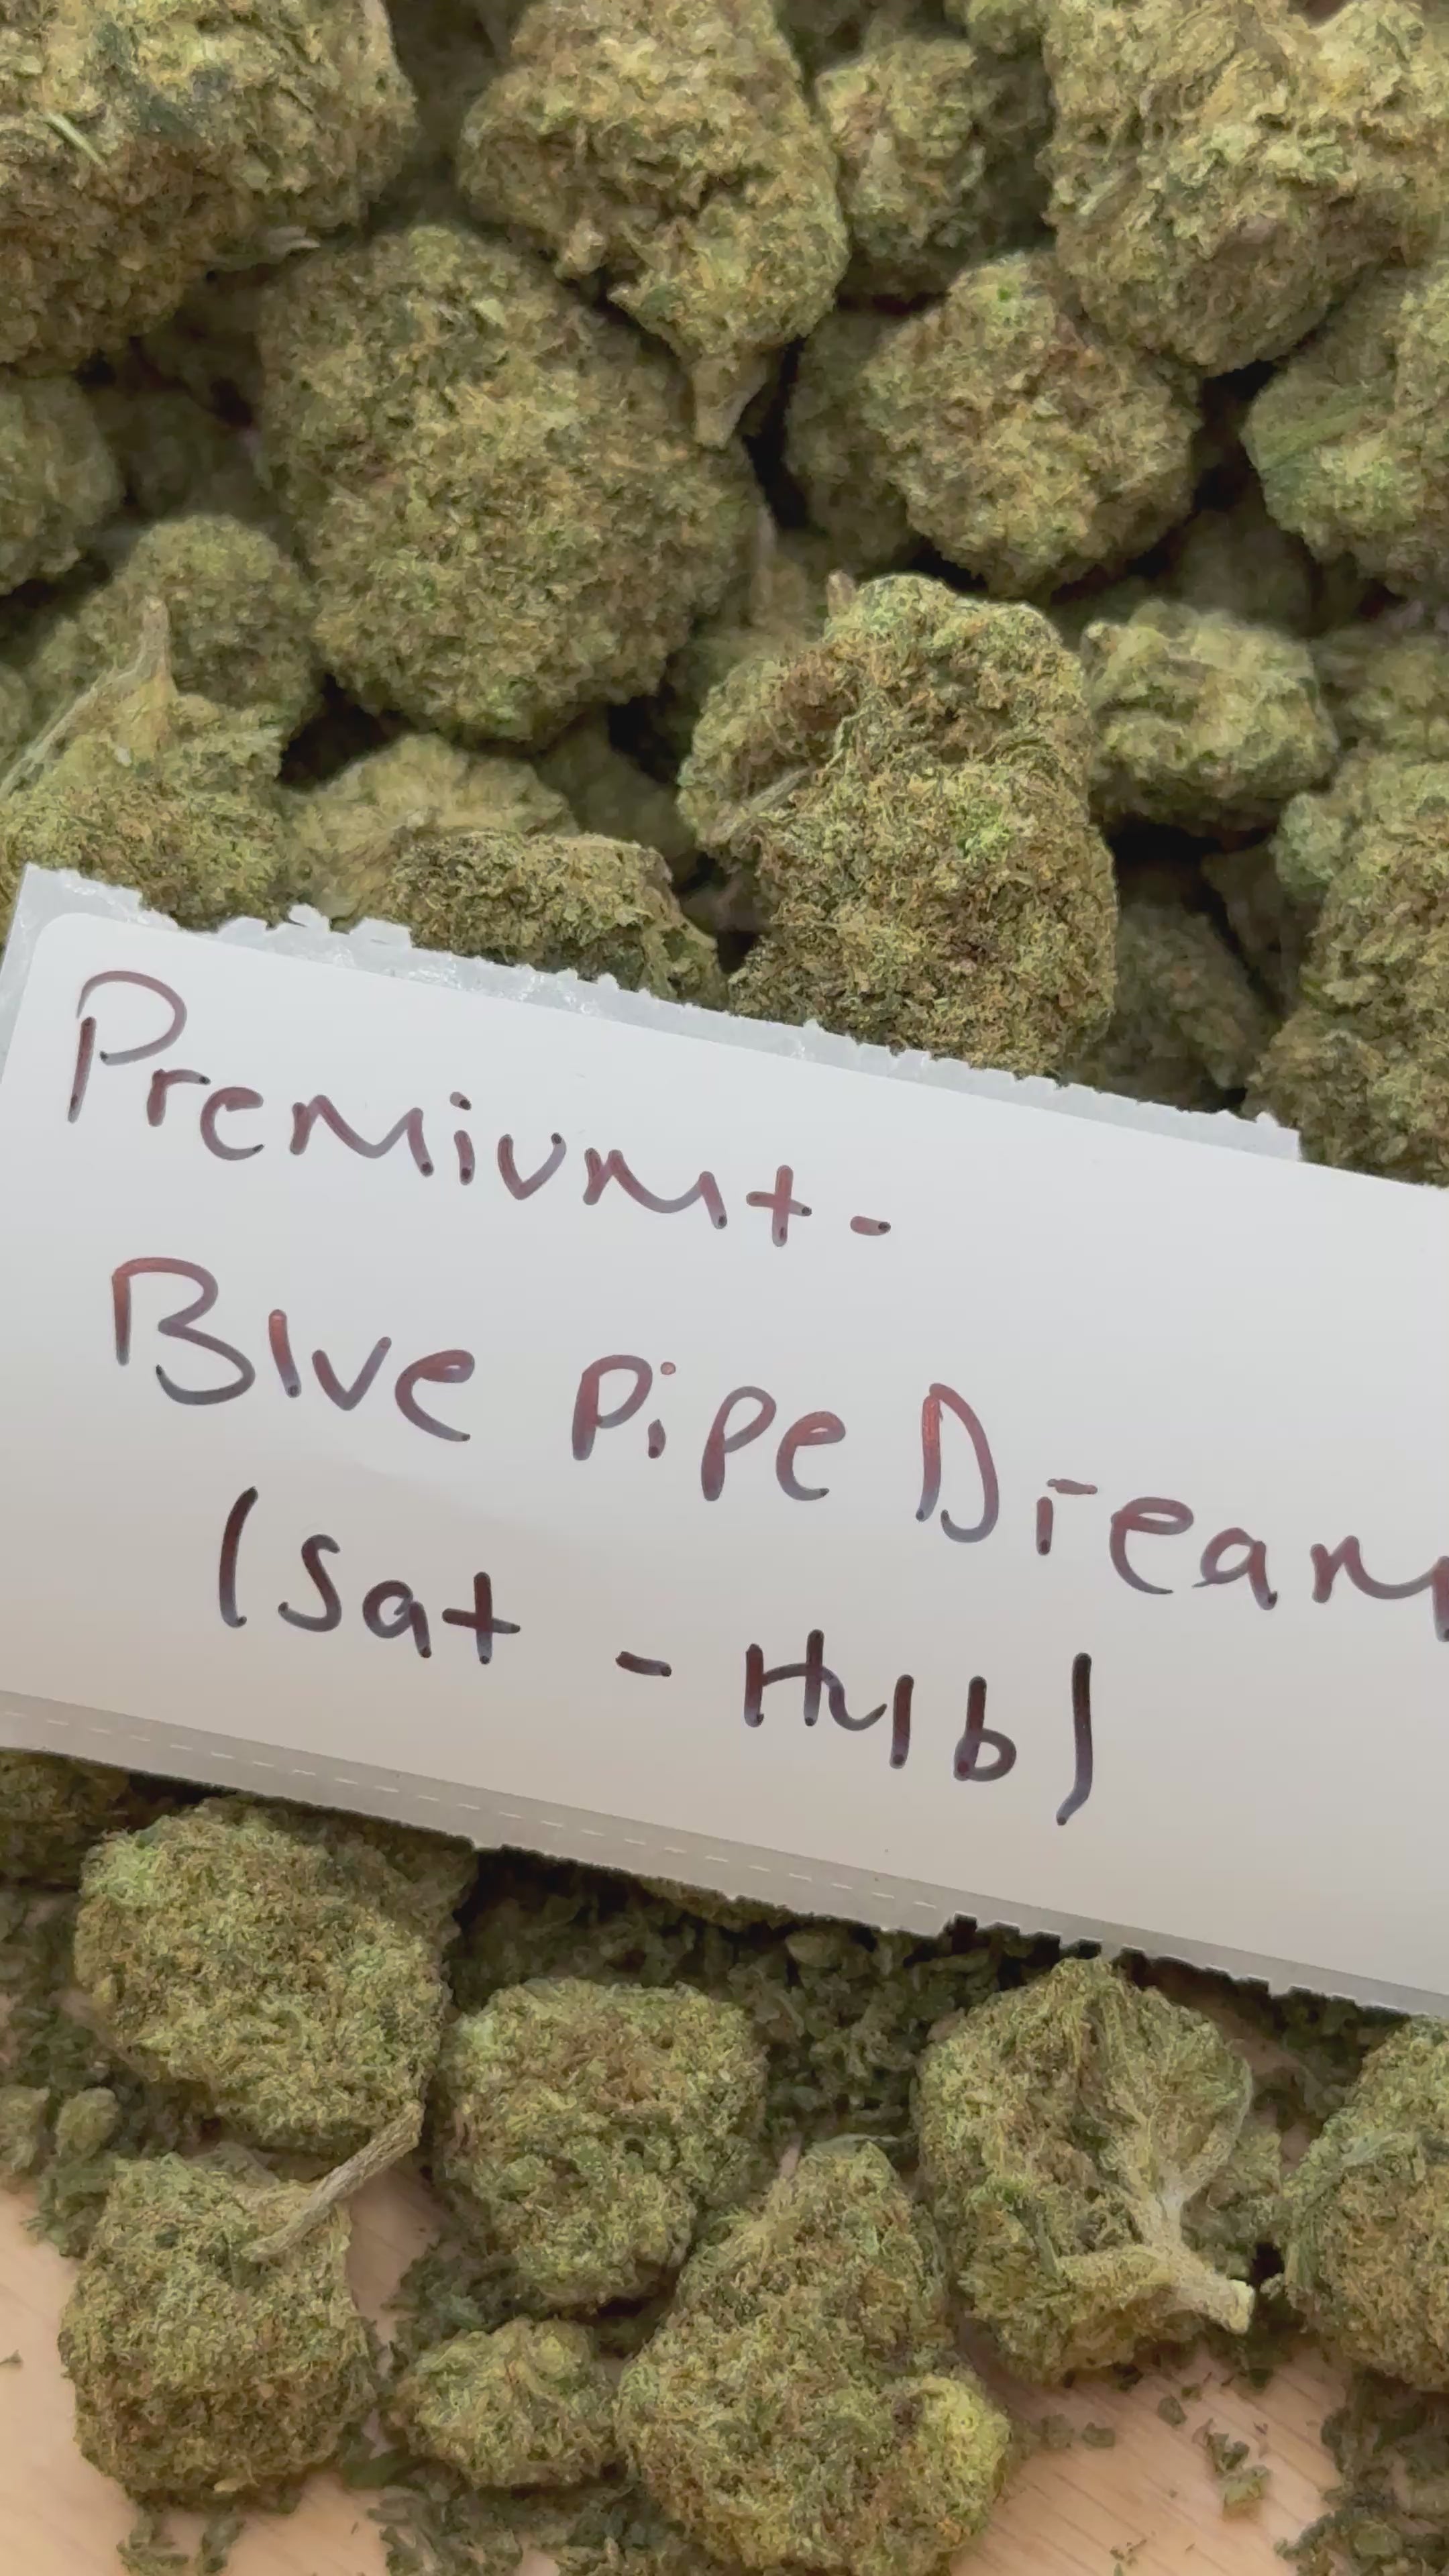 Premium+ -
Blue Pipe Dream
(Sat - Hyb)